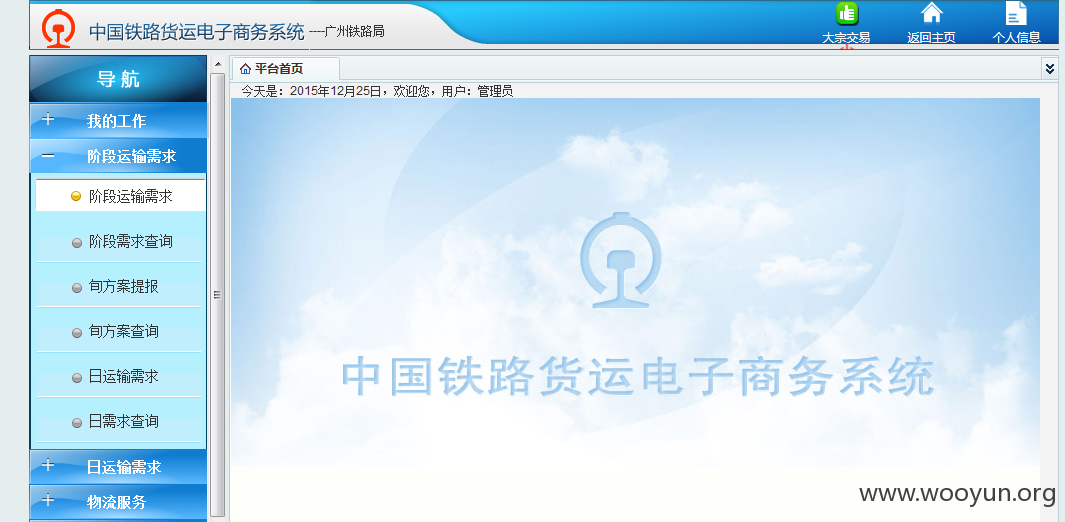 中国铁路货运电子商务系统 ----广州铁路局
大宗交易
返回主页
个人信息
导航
我的工作
阶段运输需求
阶段运输需求
阶段需求查询
旬方案提报
旬方案查询
日运输需求
日需求查询
日运输需求
物流服务
平台首页
今天是：2015年12月25日，欢迎您，用户：管理员
中国铁路货运电子商务系统
www.wooyun.org